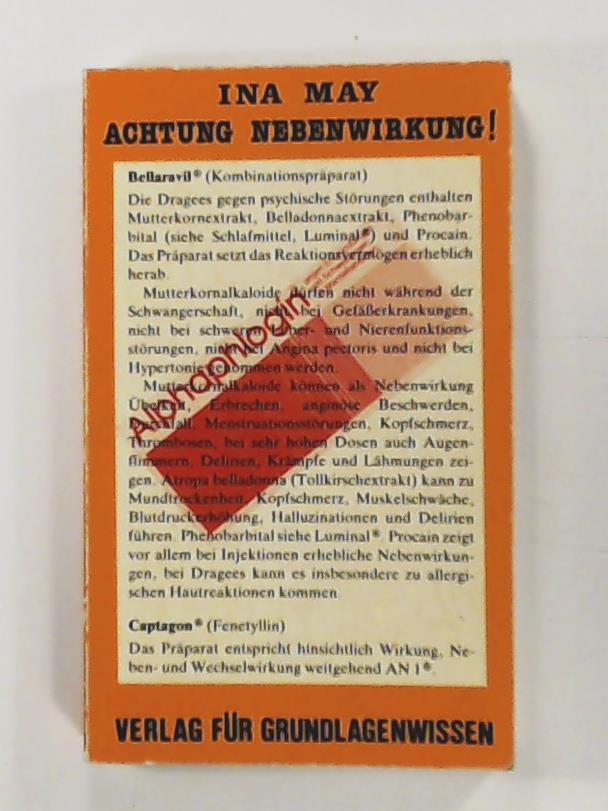 INA MAY
ACHTUNG NEBENWIRKUNG!
Bellaravil® (Kombinationspräparat)
Die Dragees gegen psychische Störungen enthalten
Mutterkornextrakt, Belladonnaextrakt, Phenobar-
bital (siehe Schlafmittel, Luminal®) und Procain.
Das Präparat setzt das Reaktionsvermögen erheblich
herab.
Mutterkornalkaloide dürfen nicht während der
Schwangerschaft, nicht bei Gefäßerkrankungen,
nicht bei schweren Leber- und Nierenfunktions-
störungen, nicht bei Angina pectoris und nicht bei
Hypertonie genommen werden.
Mutterkornalkaloide können als Nebenwirkung
Übelkeit, Erbrechen, anginöse Beschwerden,
Durchfall, Menstruationsstörungen, Kopfschmerz,
Thrombosen, bei sehr hohen Dosen auch Augen-
flimmern, Delirien, Krämpfe und Lähmungen zei-
gen. Atropa belladonna (Tollkirschextrakt) kann zu
Mundtrockenheit, Kopfschmerz, Muskelschwäche,
Blutdruckerhöhung, Halluzinationen und Delirien
führen. Phenobarbital siehe Luminal®. Procain zeigt
vor allem bei Injektionen erhebliche Nebenwirkun-
gen, bei Dragees kann es insbesondere zu allergi-
schen Hautreaktionen kommen.
Alphaphlogin
Captagon® (Fenetyllin)
Das Präparat entspricht hinsichtlich Wirkung, Ne-
ben- und Wechselwirkung weitgehend AN 1®.
VERLAG FÜR GRUNDLAGENWISSEN